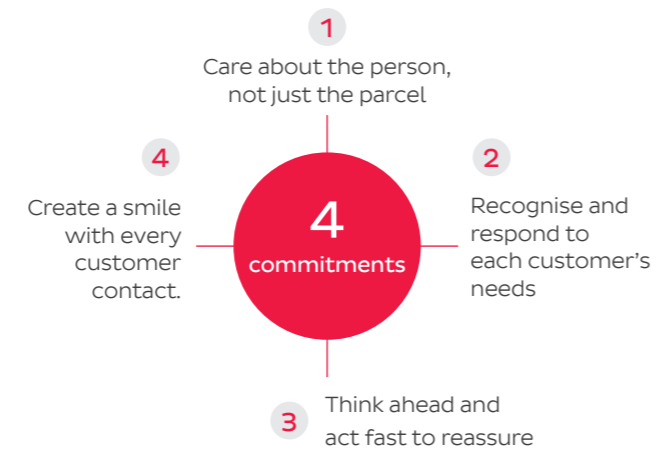 1
Care about the person,
not just the parcel
4
commitments
2
Recognise and
respond to
each customer's
needs
3
Think ahead and
act fast to reassure
4
Create a smile
with every
customer
contact.